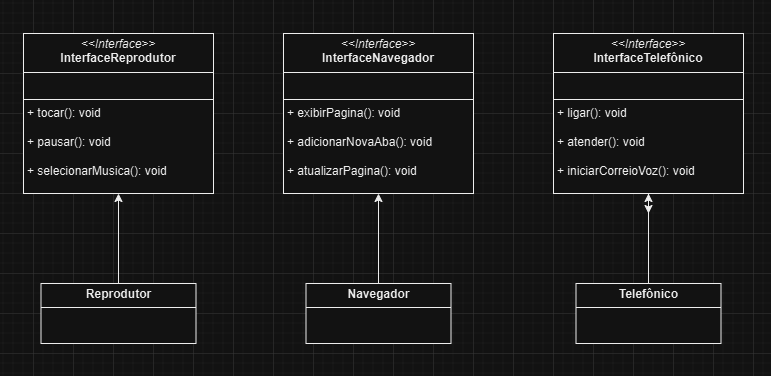 <<Interface>>
InterfaceReprodutor
+ tocar(): void
+ pausar(): void
+ selecionarMusica(): void
<<Interface>>
InterfaceNavegador
+ exibirPagina(): void
+ adicionarNovaAba(): void
+ atualizarPagina(): void
<<Interface>>
InterfaceTelefônico
+ ligar(): void
+ atender(): void
+ iniciarCorreioVoz(): void
Reprodutor
Navegador
Telefônico